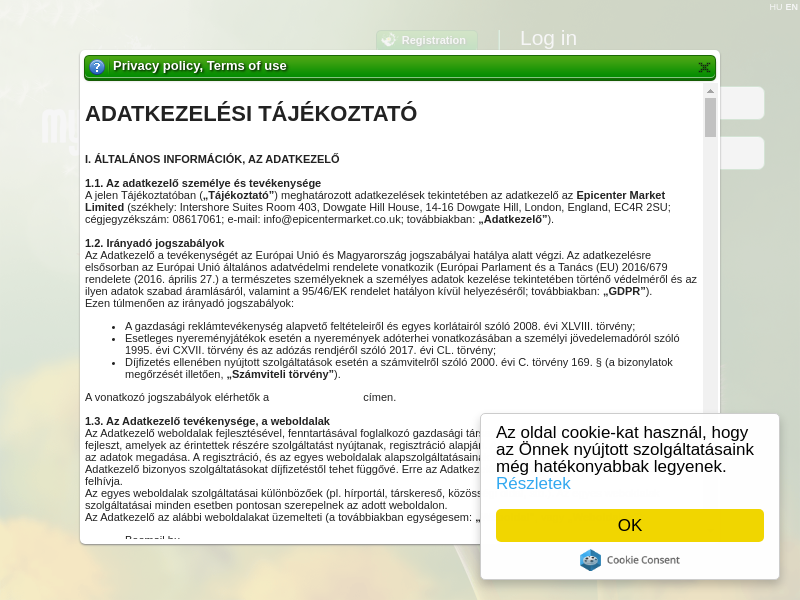 HU EN
Registration
Log in
Privacy policy, Terms of use
ADATKEZELÉSI TÁJÉKOZTATÓ
I. ÁLTALÁNOS INFORMÁCIÓK, AZ ADATKEZELŐ
1.1. Az adatkezelő személye és tevékenysége
A jelen Tájékoztatóban („Tájékoztató”) meghatározott adatkezelések tekintetében az adatkezelő az Epicenter Market
Limited (székhely: Intershore Suites Room 403, Dowgate Hill House, 14-16 Dowgate Hill, London, England, EC4R 2SU;
cégjegyzékszám: 08617061; e-mail: info@epicentermarket.co.uk; továbbiakban: „Adatkezelő”).
1.2. Irányadó jogszabályok
Az Adatkezelő a tevékenységét az Európai Unió és Magyarország jogszabályai hatálya alatt végzi. Az adatkezelésre
elsősorban az Európai Unió általános adatvédelmi rendelete vonatkozik (Európai Parlament és a Tanács (EU) 2016/679
rendelete (2016. április 27.) a természetes személyeknek a személyes adatok kezelése tekintetében történő védelméről és az
ilyen adatok szabad áramlásáról, valamint a 95/46/EK rendelet hatályon kívül helyezéséről; továbbiakban: „GDPR”).
Ezen túlmenően az irányadó jogszabályok:
A gazdasági reklámtevékenység alapvető feltételeiről és egyes korlátairól szóló 2008. évi XLVIII. törvény;
Esetleges nyereményjátékok esetén a nyeremények adóterhei vonatkozásában a személyi jövedelemadóról szóló
1995. évi CXVII. törvény és az adózás rendjéről szóló 2017. évi CL. törvény;
Díjfizetés ellenében nyújtott szolgáltatások esetén a számvitelről szóló 2000. évi C. törvény 169. § (a bizonylatok
megőrzését illetően, „Számviteli törvény”).
A vonatkozó jogszabályok elérhetők a címen.
1.3. Az Adatkezelő tevékenysége, a weboldalak
Az Adatkezelő weboldalak fejlesztésével, fenntartásával foglalkozó gazdasági
fejleszt, amelyek az érintettek részére szolgáltatást nyújtanak, regisztráció
az adatok megadása. A regisztráció, és az egyes weboldalak
Adatkezelő bizonyos szolgáltatásokat díjfizetéstől tehet függővé. Erre az
felhívja.
Az egyes weboldalak szolgáltatásai különbözőek (pl. hírportál, társkereső,
szolgáltatásai minden esetben pontosan szerepelnek az adott weboldalon.
Az Adatkezelő az alábbi weboldalakat üzemelteti (a továbbiakban egységesem:
Az oldal cookie-kat használ, hogy
az Önnek nyújtott szolgáltatásaink
még hatékonyabbak legyenek.
Részletek
OK
Cookie Consent